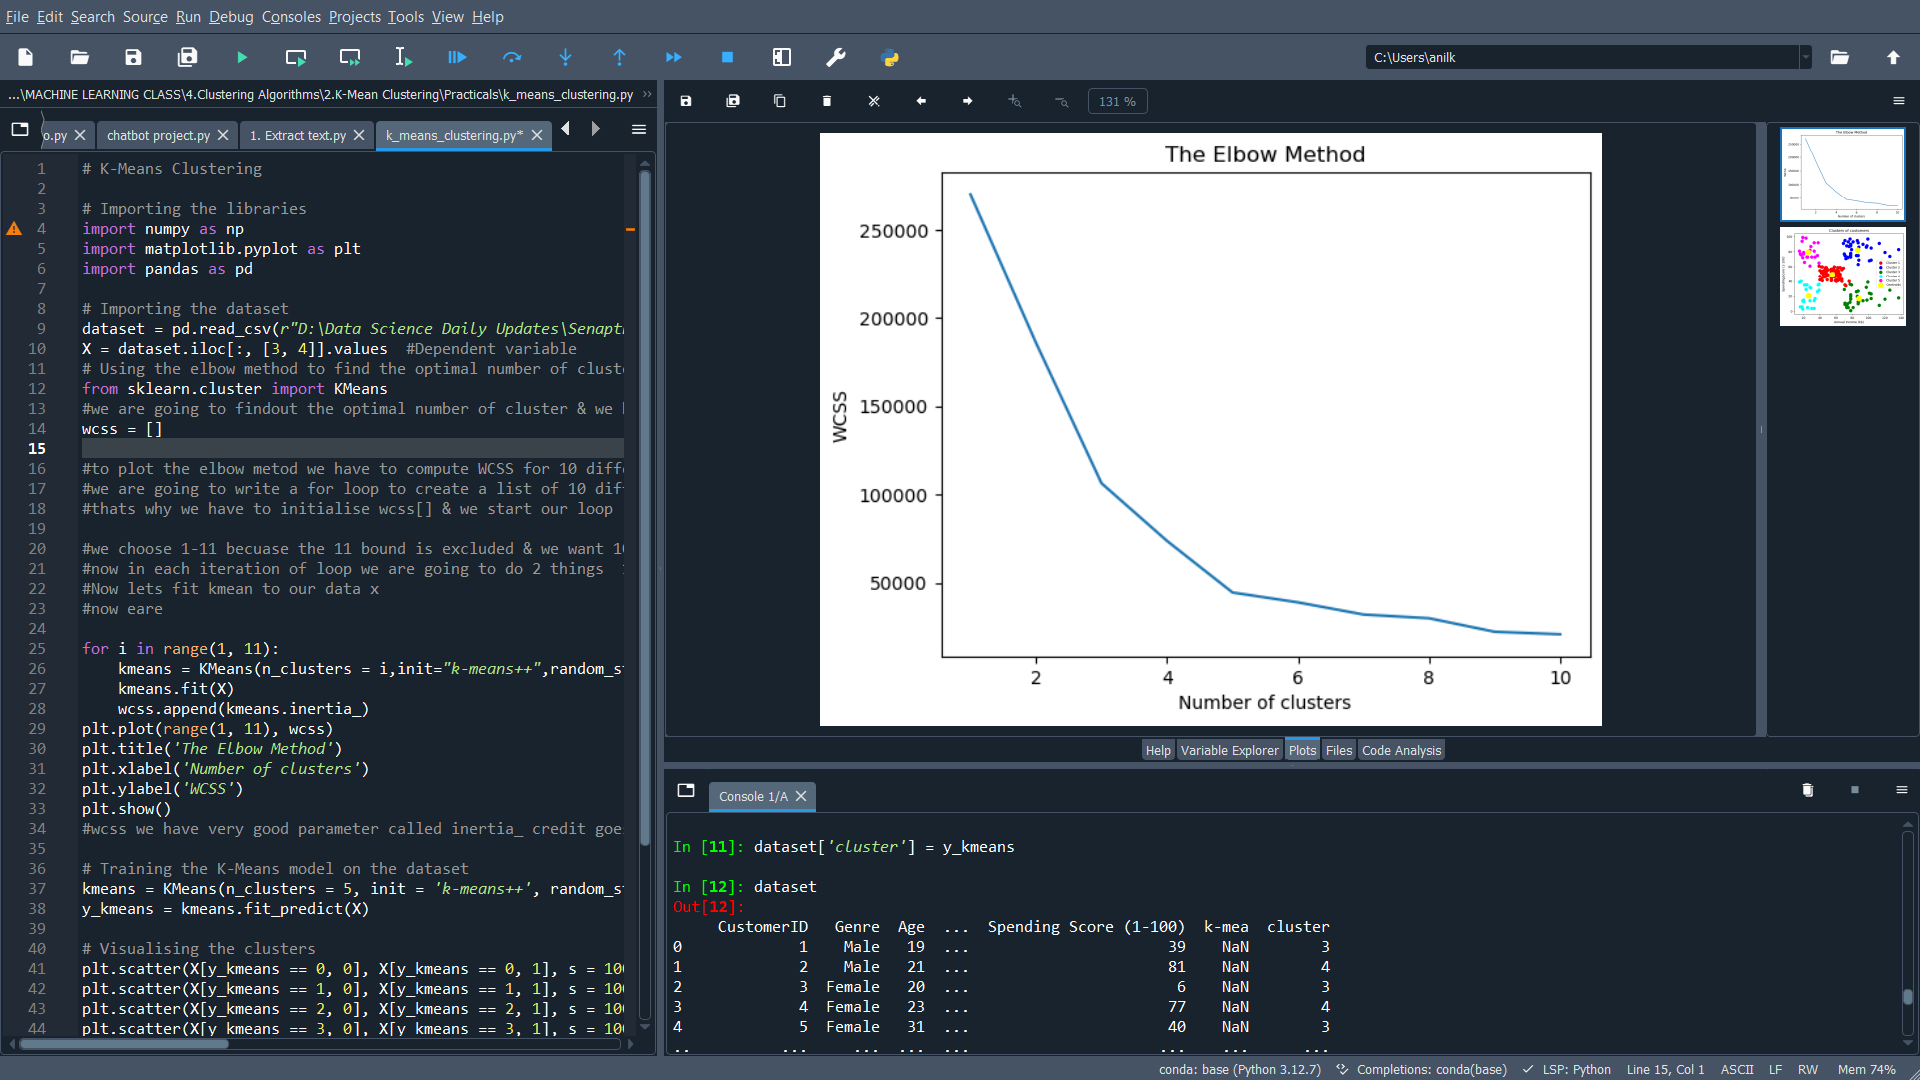 File Edit Search Source Run Debug Consoles Projects Tools View Help
C:\Users\anilk
...\MACHINE LEARNING CLASS\4.Clustering Algorithms\2.K-Mean Clustering\Practicals\k_means_clustering.py
o.py chatbot project.py 1. Extract text.py k_means_clustering.py*
1 # K-Means Clustering
2
3 # Importing the libraries
4 import numpy as np
5 import matplotlib.pyplot as plt
6 import pandas as pd
7
8 # Importing the dataset
9 dataset = pd.read_csv(r"D:\Data Science Daily Updates\Senapt
10 X = dataset.iloc[:, [3, 4]].values  #Dependent variable
11 # Using the elbow method to find the optimal number of clust
12 from sklearn.cluster import KMeans
13 #we are going to findout the optimal number of cluster & we
14 wcss = []
15
16 #to plot the elbow metod we have to compute WCSS for 10 diff
17 #we are going to write a for loop to create a list of 10 dif
18 #thats why we have to initialise wcss[] & we start our loop
19
20 #we choose 1-11 becuase the 11 bound is excluded & we want 1
21 #now in each iteration of loop we are going to do 2 things
22 #Now lets fit kmean to our data x
23 #now eare
24
25 for i in range(1, 11):
26     kmeans = KMeans(n_clusters = i,init="k-means++",random_s
27     kmeans.fit(X)
28     wcss.append(kmeans.inertia_)
29 plt.plot(range(1, 11), wcss)
30 plt.title('The Elbow Method')
31 plt.xlabel('Number of clusters')
32 plt.ylabel('WCSS')
33 plt.show()
34 #wcss we have very good parameter called inertia_ credit goe
35
36 # Training the K-Means model on the dataset
37 kmeans = KMeans(n_clusters = 5, init = 'k-means++', random_s
38 y_kmeans = kmeans.fit_predict(X)
39
40 # Visualising the clusters
41 plt.scatter(X[y_kmeans == 0, 0], X[y_kmeans == 0, 1], s = 10
42 plt.scatter(X[y_kmeans == 1, 0], X[y_kmeans == 1, 1], s = 10
43 plt.scatter(X[y_kmeans == 2, 0], X[y_kmeans == 2, 1], s = 10
44 plt.scatter(X[y_kmeans == 3, 0], X[y_kmeans == 3, 1], s = 10
131 %
The Elbow Method
250000
200000
150000
100000
50000
WCSS
2 4 6 8 10
Number of clusters
The Elbow Method
Number of clusters
Clusters of customers
Help Variable Explorer Plots Files Code Analysis
Console 1/A
In [11]: dataset['cluster'] = y_kmeans
In [12]: dataset
Out[12]:
CustomerID Genre Age ... Spending Score (1-100) k-mea cluster
0 1 Male 19 ... 39 NaN 3
1 2 Male 21 ... 81 NaN 4
2 3 Female 20 ... 6 NaN 3
3 4 Female 23 ... 77 NaN 4
4 5 Female 31 ... 40 NaN 3
.. ... ... ... ... ... ... ...
conda: base (Python 3.12.7) Completions: conda(base) LSP: Python Line 15, Col 1 ASCII LF RW Mem 74%